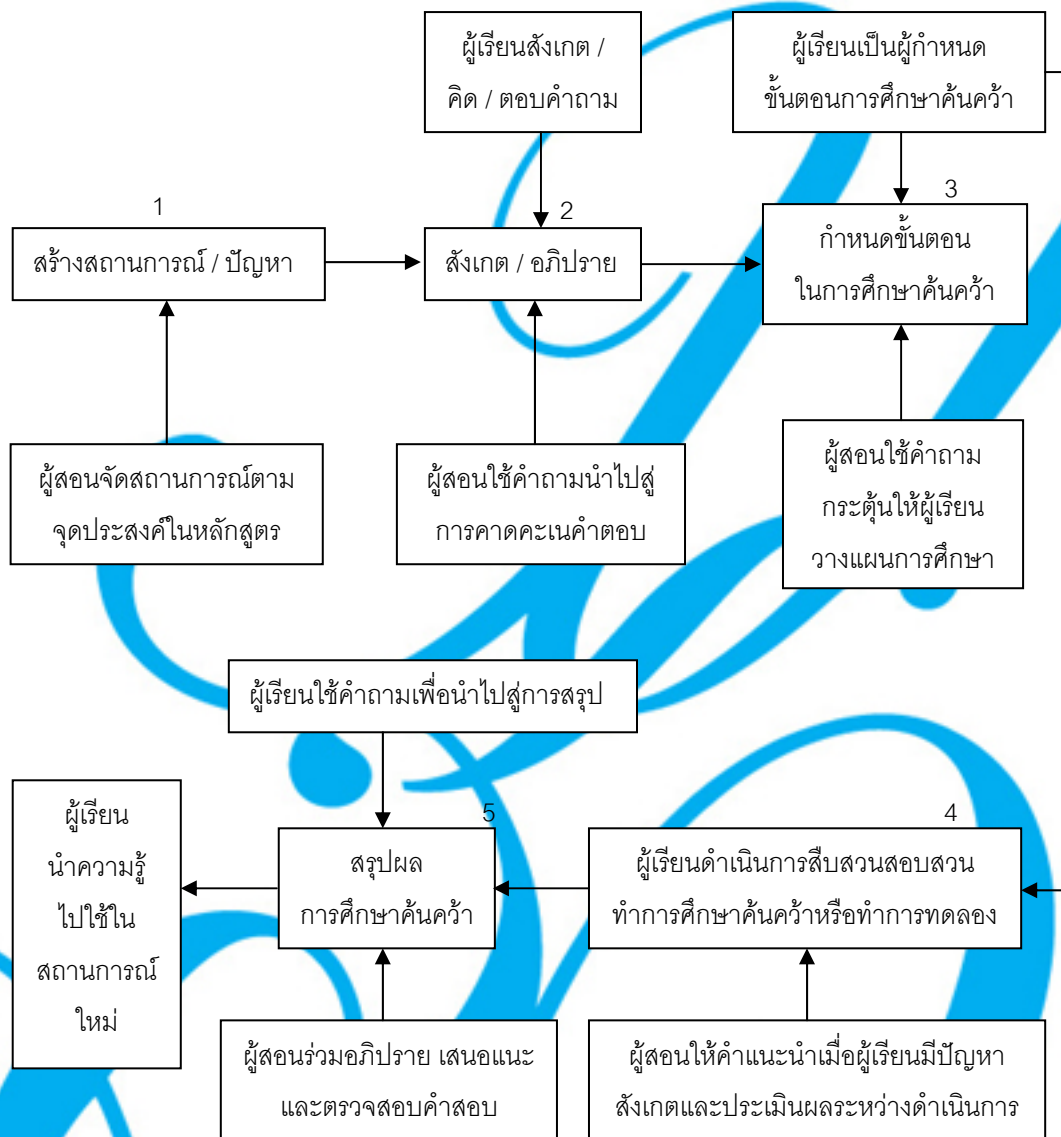 ผู้เรียนสังเกต /
คิด / ตอบคำถาม
ผู้เรียนเป็นผู้กำหนด
ขั้นตอนการศึกษาค้นคว้า
1
สร้างสถานการณ์ / ปัญหา
2
สังเกต / อภิปราย
3
กำหนดขั้นตอน
ในการศึกษาค้นคว้า
ผู้สอนจัดสถานการณ์ตาม
จุดประสงค์ในหลักสูตร
ผู้สอนใช้คำถามนำไปสู่
การคาดคะเนคำตอบ
ผู้สอนใช้คำถาม
กระตุ้นให้ผู้เรียน
วางแผนการศึกษา
ผู้เรียนใช้คำถามเพื่อนำไปสู่การสรุป
ผู้เรียน
นำความรู้
ไปใช้ใน
สถานการณ์
ใหม่
5
สรุปผล
การศึกษาค้นคว้า
4
ผู้เรียนดำเนินการสืบสวนสอบสวน
ทำการศึกษาค้นคว้าหรือทำการทดลอง
ผู้สอนร่วมอภิปราย เสนอแนะ
และตรวจสอบคำสอบ
ผู้สอนให้คำแนะนำเมื่อผู้เรียนมีปัญหา
สังเกตและประเมินผลระหว่างดำเนินการ